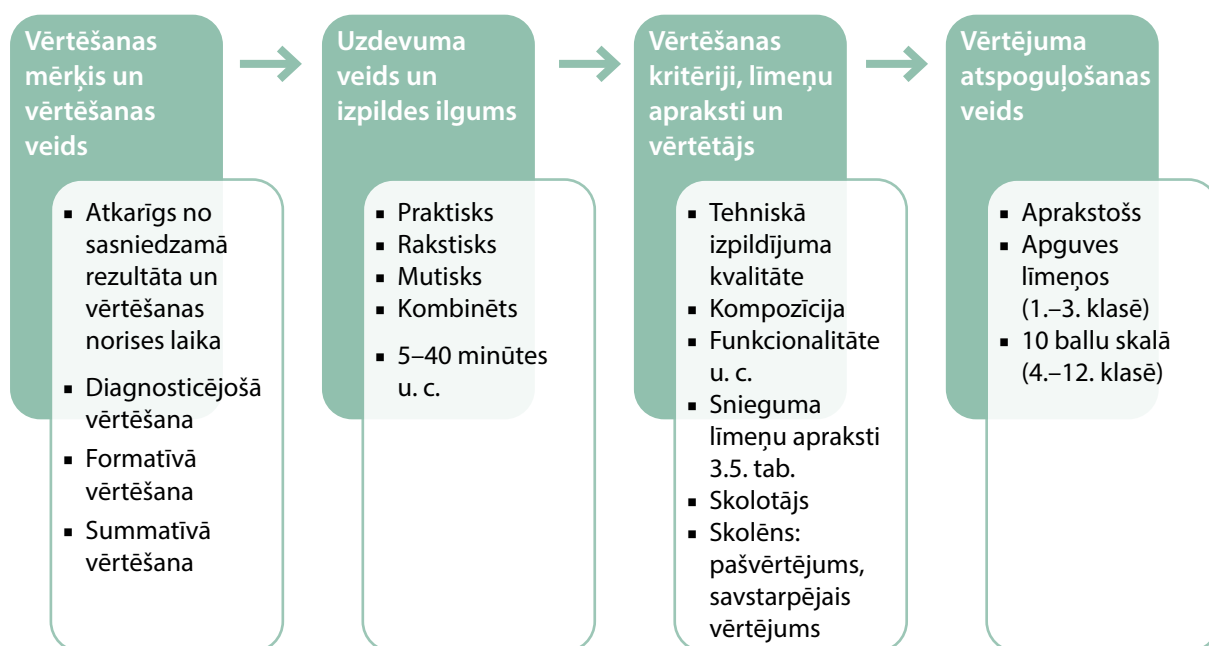 Vērtēšanas
mērķis un
vērtēšanas
veids
Atkarīgs no
sasniedzamā
rezultāta un
vērtēšanas
norises laika
Diagnosticējošā
vērtēšana
Formatīvā
vērtēšana
Summatīvā
vērtēšana
Uzdevuma
veids un
izpildes ilgums
Praktisks
Rakstisks
Mutisks
Kombinēts
5–40 minūtes
u. c.
Vērtēšanas
kritēriji, līmeņu
apraksti un
vērtētājs
Tehniskā
izpildījuma
kvalitāte
Kompozīcija
Funkcionalitāte
u. c.
Snieguma
līmeņu apraksti
3.5. tab.
Skolotājs
Skolēns:
pašvērtējums,
savstarpējais
vērtējums
Vērtējuma
atspoguļošanas
veids
Aprakstošs
Apguves
līmeņos
(1.–3. klasē)
10 ballu skalā
(4.–12. klasē)